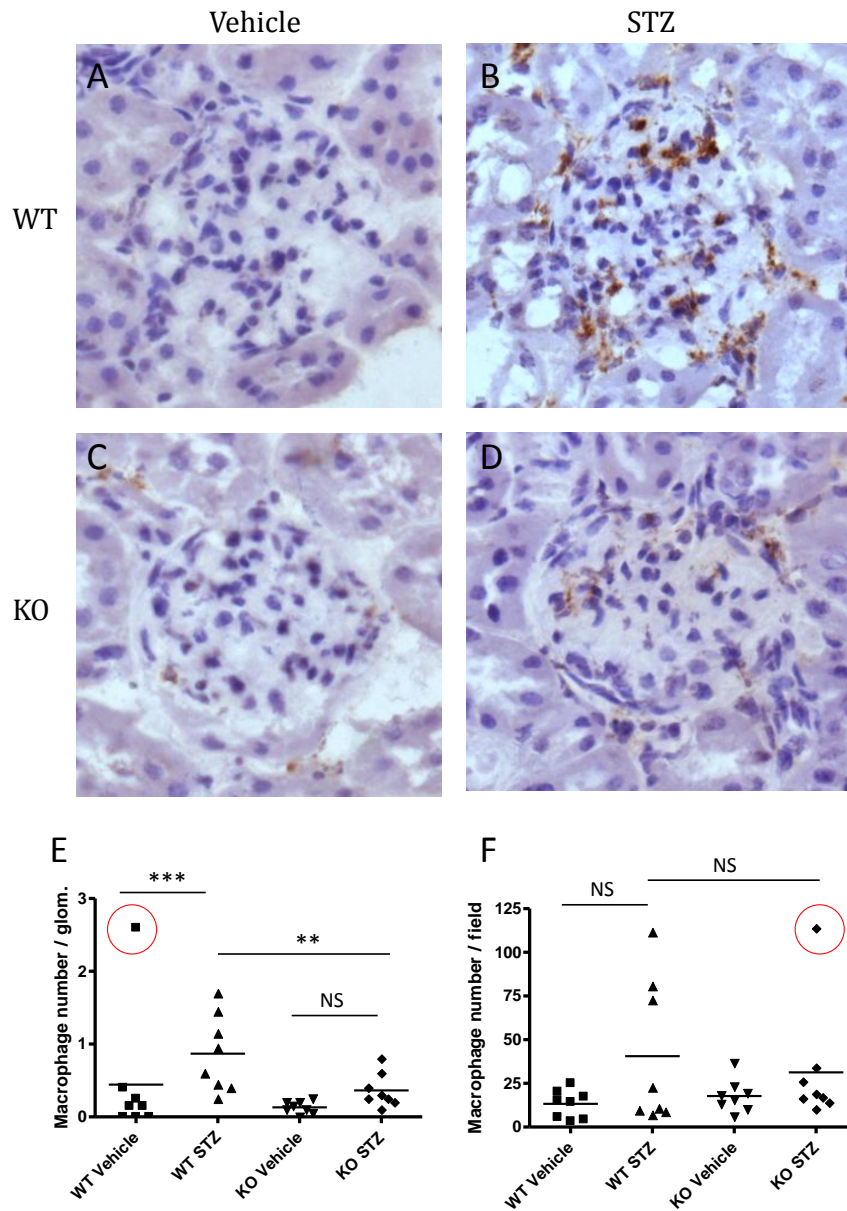 Vehicle STZ
A B
WT
C D
KO
E F
*** NS NS
** 
NS
Macrophage number / glom.
3
2
1
0
WT Vehicle WT STZ KO Vehicle KO STZ
Macrophage number / field
125
100
75
50
25
0
WT Vehicle WT STZ KO Vehicle KO STZ